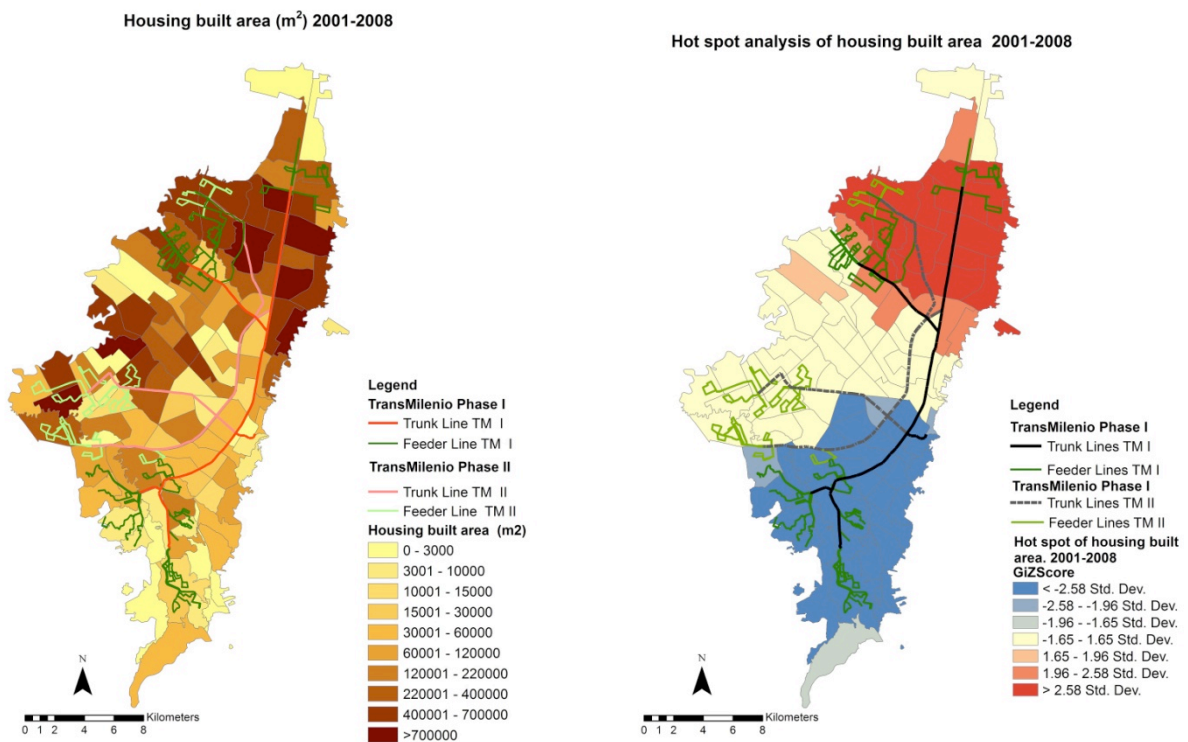 Housing built area (m²) 2001-2008
Legend
TransMilenio Phase I
Trunk Line TM I
Feeder Line TM I
TransMilenio Phase II
Trunk Line TM II
Feeder Line TM II
Housing built area (m2)
0 - 3000
3001 - 10000
10001 - 15000
15001 - 30000
30001 - 60000
60001 - 120000
120001 - 220000
220001 - 400000
400001 - 700000
>700000
N
Kilometers
0 1 2 4 6 8
Hot spot analysis of housing built area 2001-2008
Legend
TransMilenio Phase I
Trunk Lines TM I
Feeder Lines TM I
TransMilenio Phase I
Trunk Lines TM II
Feeder Lines TM II
Hot spot of housing built
area. 2001-2008
GiZScore
< -2.58 Std. Dev.
-2.58 - -1.96 Std. Dev.
-1.96 - -1.65 Std. Dev.
-1.65 - 1.65 Std. Dev.
1.65 - 1.96 Std. Dev.
1.96 - 2.58 Std. Dev.
> 2.58 Std. Dev.
N
Kilometers
0 1 2 4 6 8